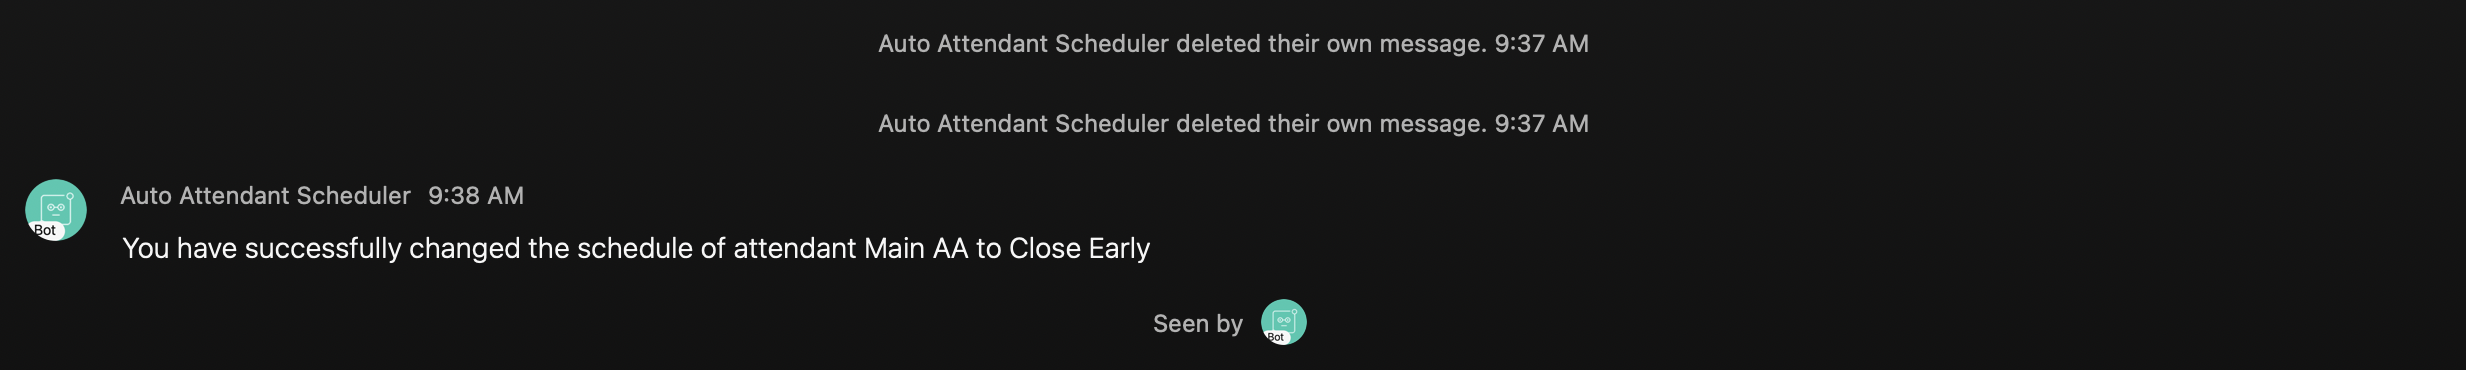 Auto Attendant Scheduler deleted their own message. 9:37 AM
Auto Attendant Scheduler deleted their own message. 9:37 AM
Auto Attendant Scheduler 9:38 AM
Bot
You have successfully changed the schedule of attendant Main AA to Close Early
Seen by
Bot